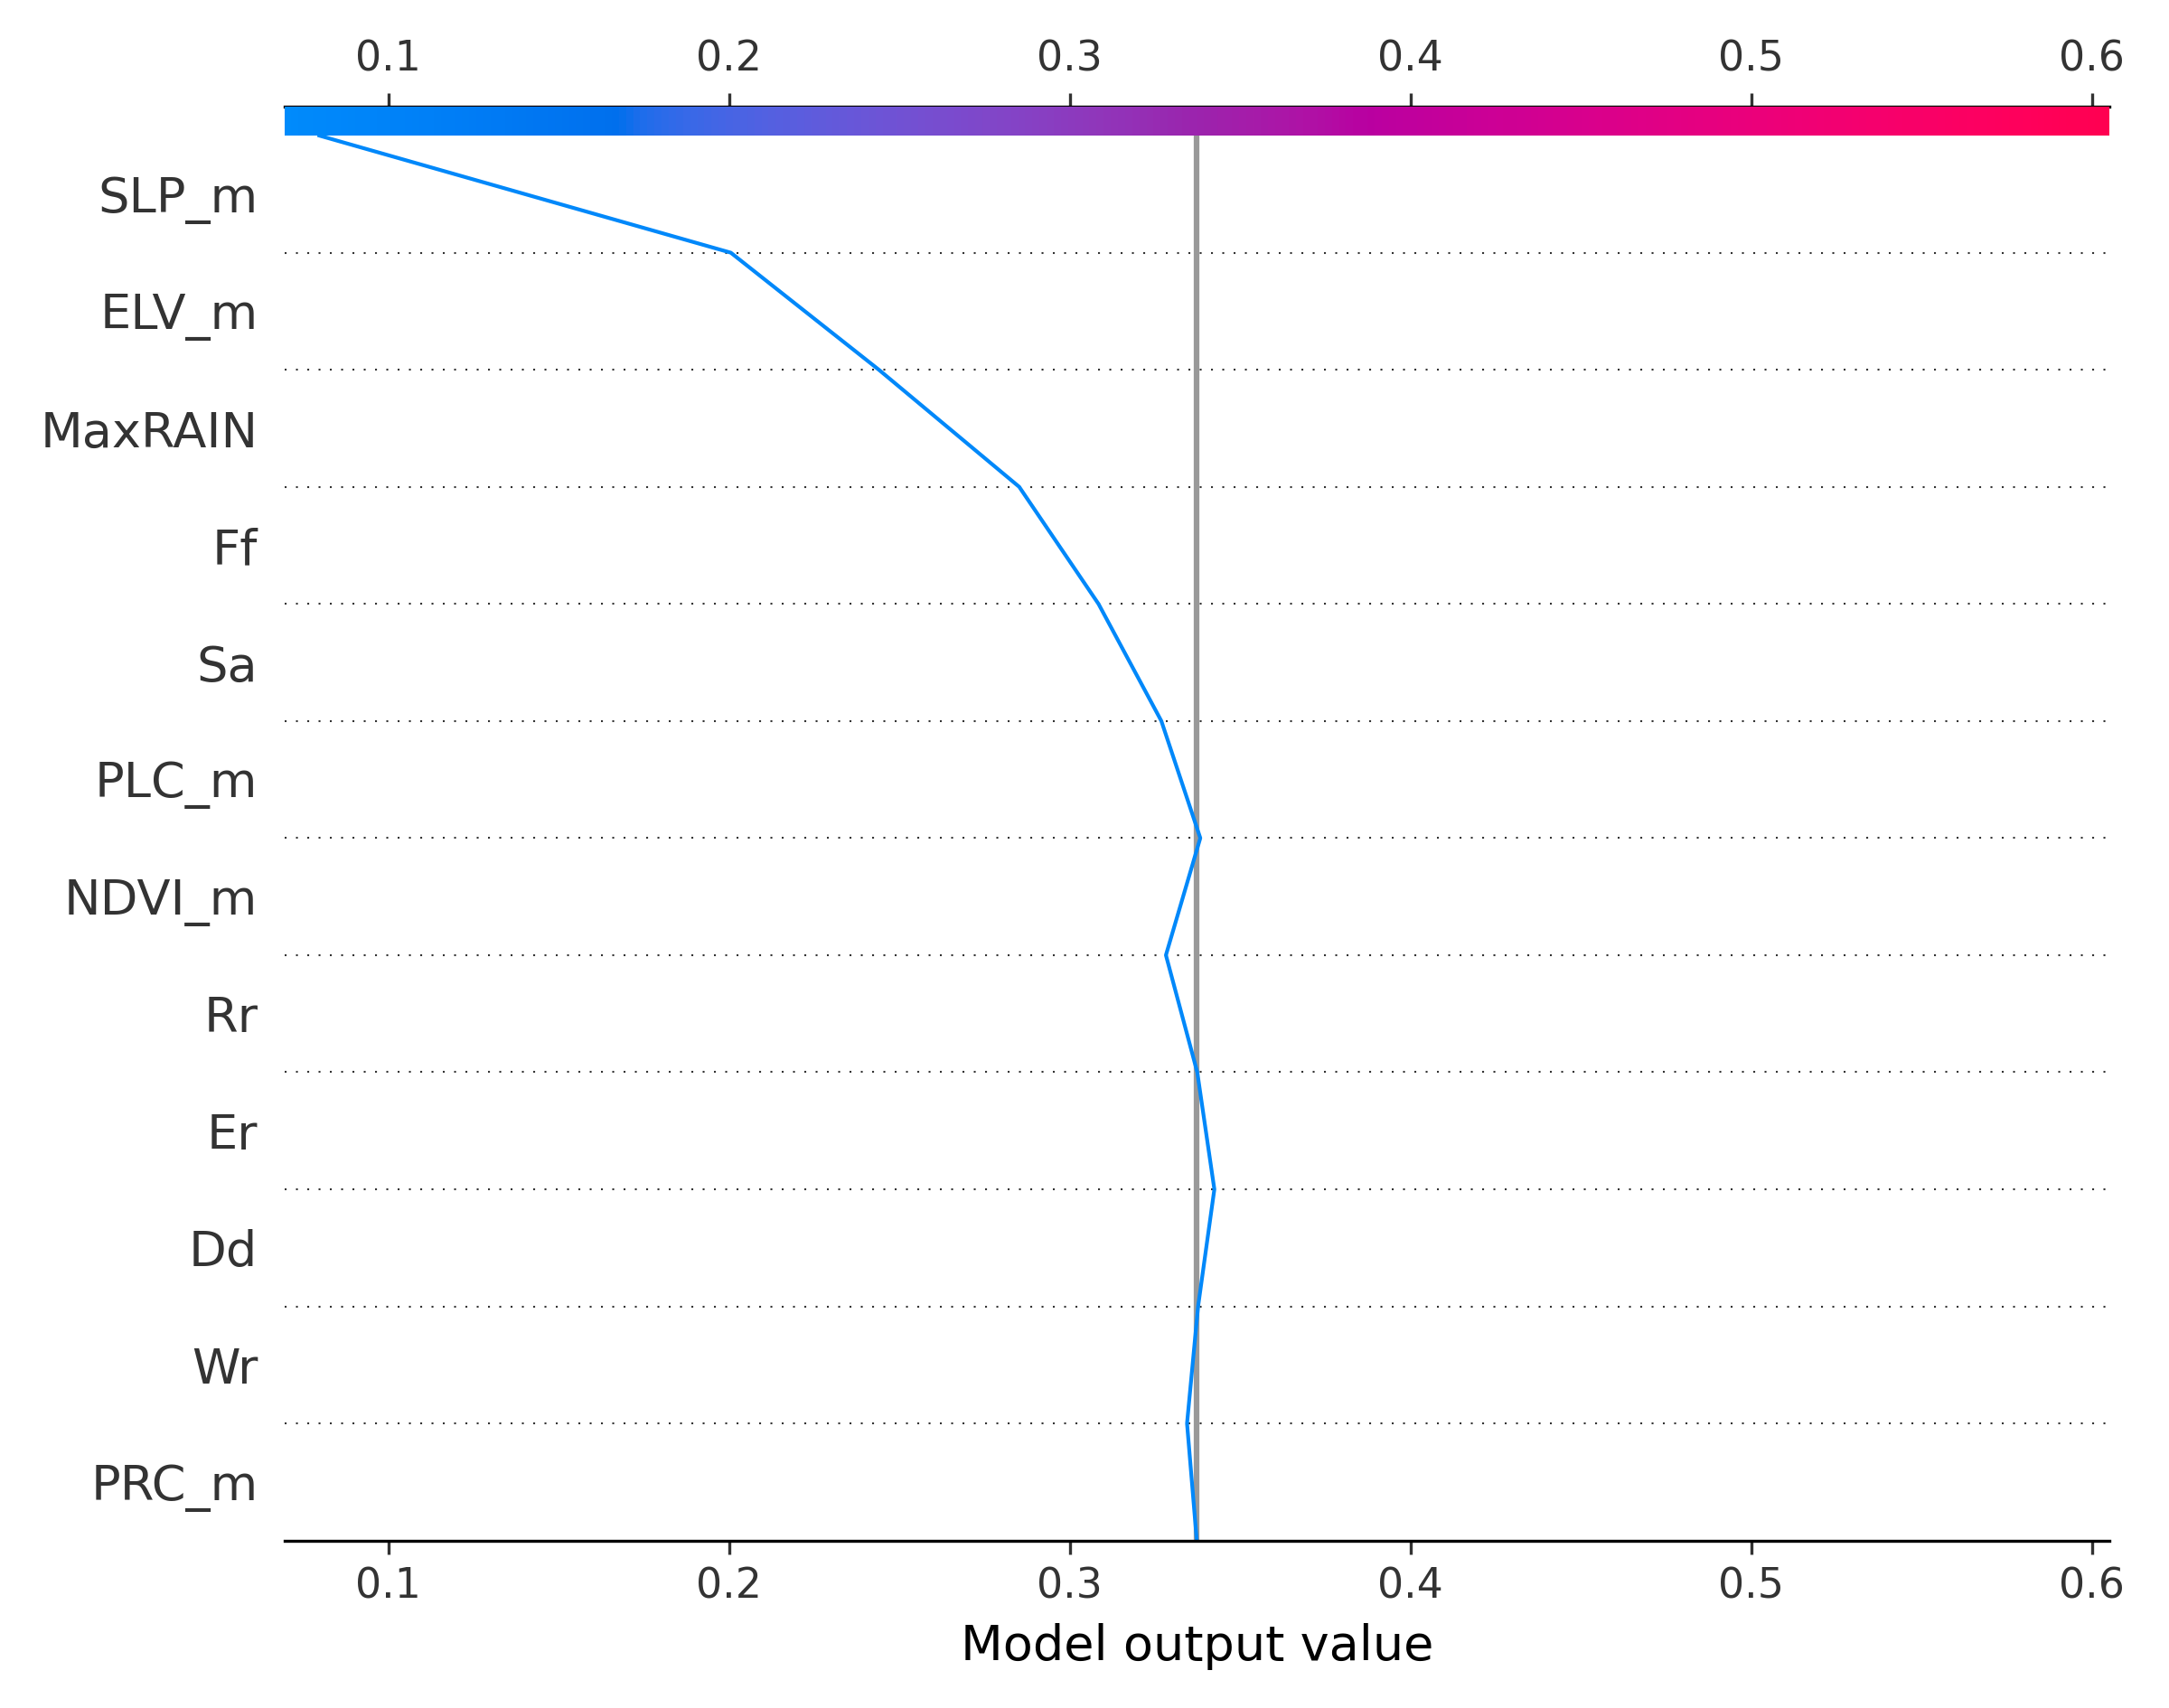 0.1 0.2 0.3 0.4 0.5 0.6
SLP_m
ELV_m
MaxRAIN
Ff
Sa
PLC_m
NDVI_m
Rr
Er
Dd
Wr
PRC_m
0.1 0.2 0.3 0.4 0.5 0.6
Model output value